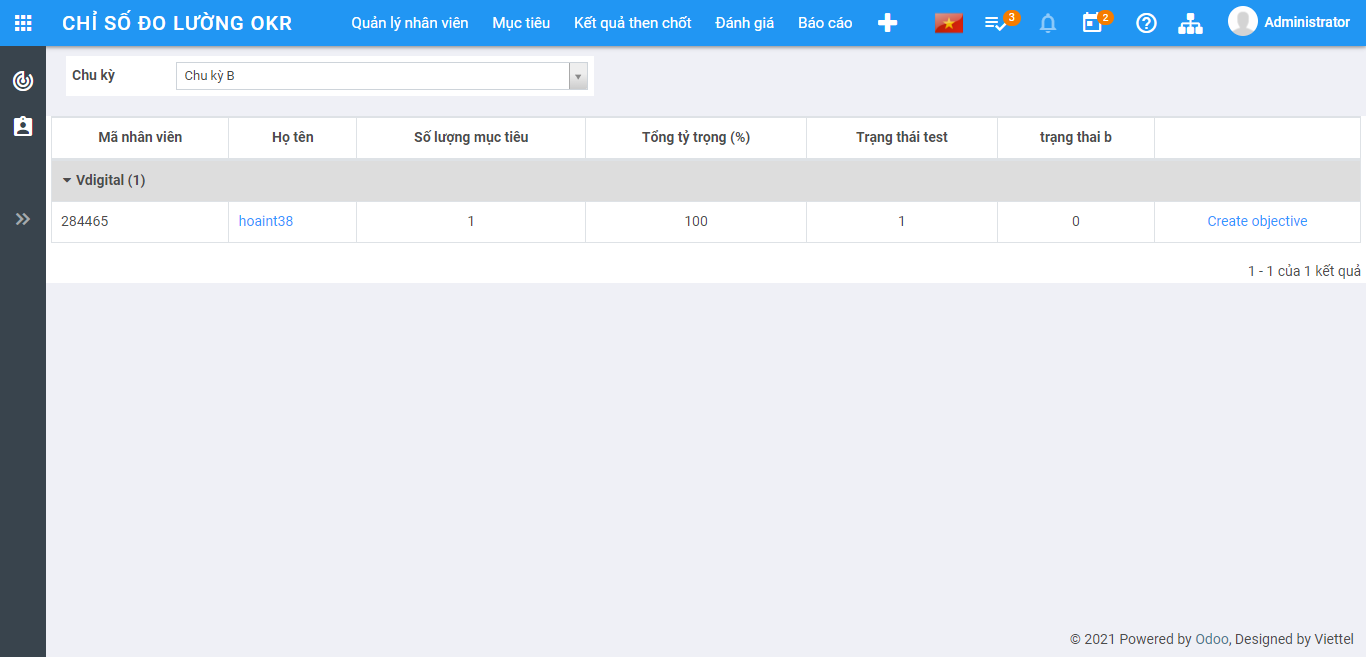 CHỈ SỐ ĐO LƯỜNG OKR Quản lý nhân viên Mục tiêu Kết quả then chốt Đánh giá Báo cáo 3 2 Administrator
Chu kỳ Chu kỳ B
Mã nhân viên Họ tên Số lượng mục tiêu Tổng tỷ trọng (%) Trạng thái test trạng thai b
Vdigital (1)
284465 hoaint38 1 100 1 0 Create objective
1 - 1 của 1 kết quả
© 2021 Powered by Odoo, Designed by Viettel